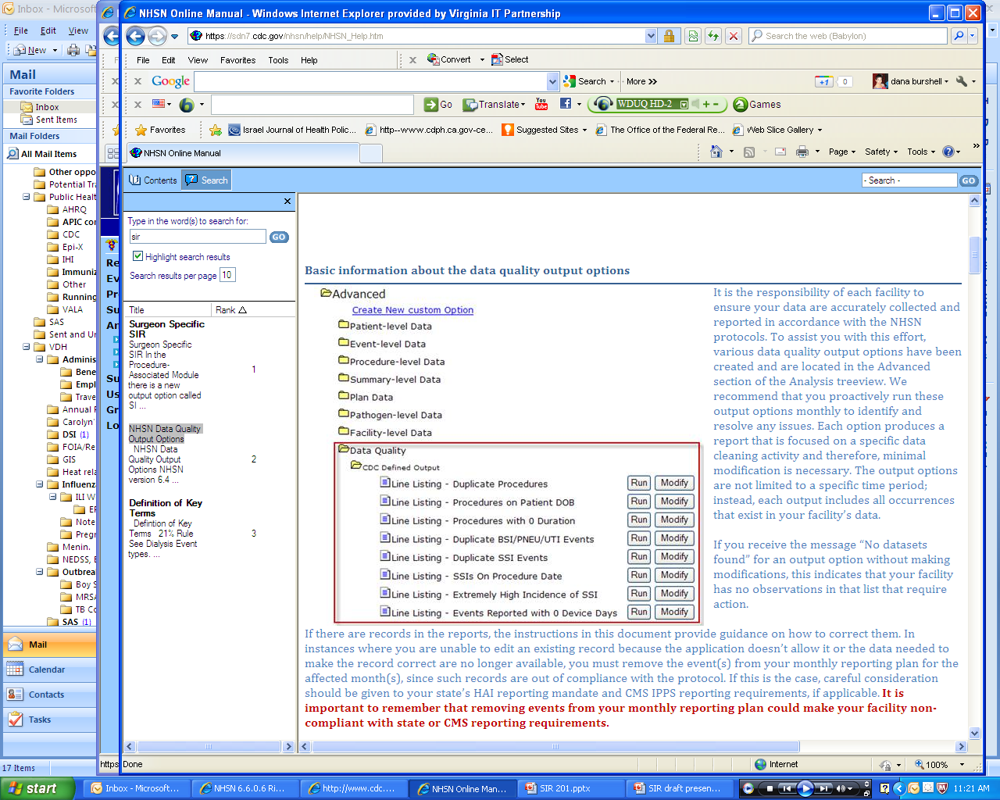 Inbox - Microsoft
NHSN Online Manual - Windows Internet Explorer provided by Virginia IT Partnership
File Edit View
New
Mail
Favorite Folders
Inbox
Sent Items
Mail Folders
All Mail Items
Other oppo
Potential Tra
Public Healt
AHRQ
APIC con
CDC
Epi-X
IHI
Immuniz
Other
Running
VALA
SAS
Sent and Un
VDH
Adminis
Bene
Empl
Trave
Annual R
Carolyn'
DSI (1)
FOIA/Re
GIS
Heat rela
Influenz
ILI W
Note
Pregn
Menin.
NEDSS, E
Outbrea
Boy S
MRSA
TB Co
SAS (1)
Mail
Calendar
Contacts
Tasks
17 Items
Re
Ev
Pr
Su
An
Su
Us
Gr
Lo
https://sdn7.cdc.gov/nhsn/help/NHSN_Help.htm
Search the web (Babylon)
File Edit View Favorites Tools Help
x Convert Select
x Google Search More »
+1 0 dana burshell
x Go Translate You Tube WDUQ HD-2 Games
Favorites Israel Journal of Health Polic... http--www.cdph.ca.gov-ce... Suggested Sites The Office of the Federal Re... Web Slice Gallery
NHSN Online Manual
Page Safety Tools »
Contents Search
- Search - GO
x
Type in the word(s) to search for:
sir GO
Highlight search results
Search results per page 10
Title Rank
Surgeon Specific
SIR
Surgeon Specific
SIR In the
Procedure-
Associated Module 1
there is a new
output option called
SI ...
NHSN Data Quality
Output Options
NHSN Data
Quality Output 2
Options NHSN
version 6.4 ...
Definition of Key
Terms
Defintion of Key
Terms 21% Rule 3
See Dialysis Event
types. ...
Basic information about the data quality output options
Advanced
Create New custom Option
Patient-level Data
Event-level Data
Procedure-level Data
Summary-level Data
Plan Data
Pathogen-level Data
Facility-level Data
Data Quality
CDC Defined Output
Line Listing - Duplicate Procedures Run Modify
Line Listing - Procedures on Patient DOB Run Modify
Line Listing - Procedures with 0 Duration Run Modify
Line Listing - Duplicate BSI/PNEU/UTI Events Run Modify
Line Listing - Duplicate SSI Events Run Modify
Line Listing - SSIs On Procedure Date Run Modify
Line Listing - Extremely High Incidence of SSI Run Modify
Line Listing - Events Reported with 0 Device Days Run Modify
It is the responsibility of each facility to
ensure your data are accurately collected and
reported in accordance with the NHSN
protocols. To assist you with this effort,
various data quality output options have been
created and are located in the Advanced
section of the Analysis treeview. We
recommend that you proactively run these
output options monthly to identify and
resolve any issues. Each option produces a
report that is focused on a specific data
cleaning activity and therefore, minimal
modification is necessary. The output options
are not limited to a specific time period;
instead, each output includes all occurrences
that exist in your facility's data.
If you receive the message “No datasets
found” for an output option without making
modifications, this indicates that your facility
has no observations in that list that require
action.
If there are records in the reports, the instructions in this document provide guidance on how to correct them. In
instances where you are unable to edit an existing record because the application doesn't allow it or the data needed to
make the record correct are no longer available, you must remove the event(s) from your monthly reporting plan for the
affected month(s), since such records are out of compliance with the protocol. If this is the case, careful consideration
should be given to your state's HAI reporting mandate and CMS IPPS reporting requirements, if applicable. It is
important to remember that removing events from your monthly reporting plan could make your facility non-
compliant with state or CMS reporting requirements.
https Done Internet 100%
start Inbox - Microsoft... NHSN 6.6.0.6 Ri... http://www.cdc.... NHSN Online Man... SIR 201.pptx SIR draft presen... 11:21 AM